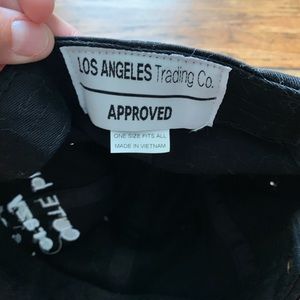 LOS ANGELES Trading Co.
APPROVED
ONE SIZE FITS ALL
MADE IN VIETNAM